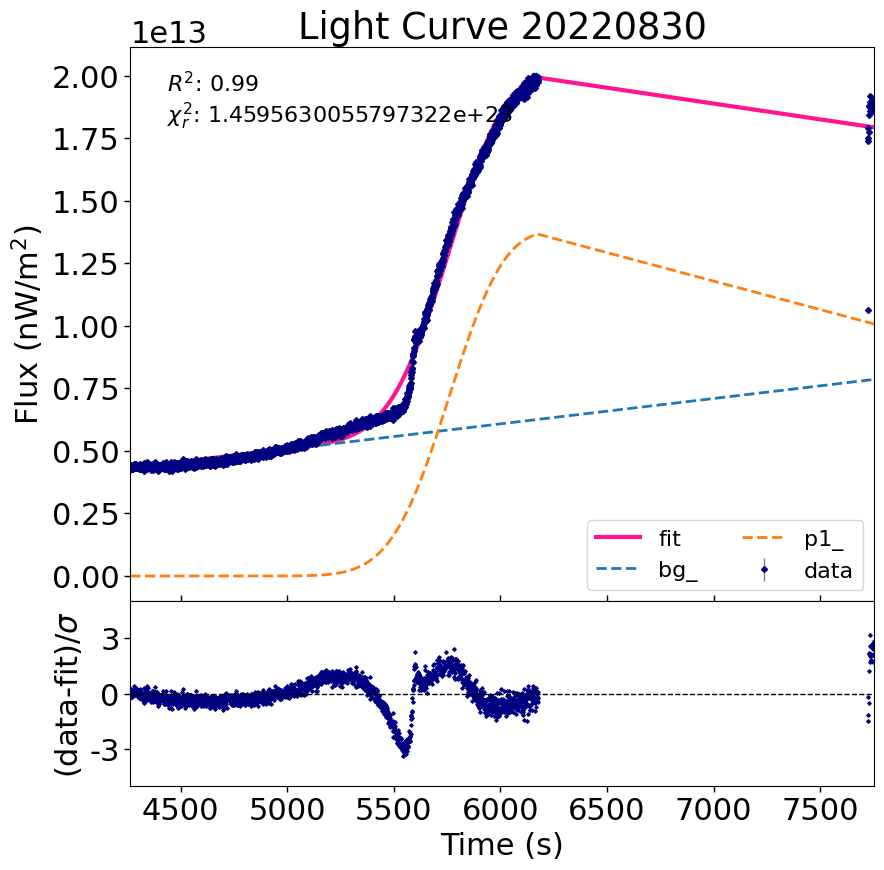 Light Curve 20220830
1e13
R²: 0.99
χ²ᵣ: 1.4595630055797322e+23
Flux (nW/m²)
2.00
1.75
1.50
1.25
1.00
0.75
0.50
0.25
0.00
fit
bg_
p1_
data
(data-fit)/σ
3
0
-3
4500 5000 5500 6000 6500 7000 7500
Time (s)